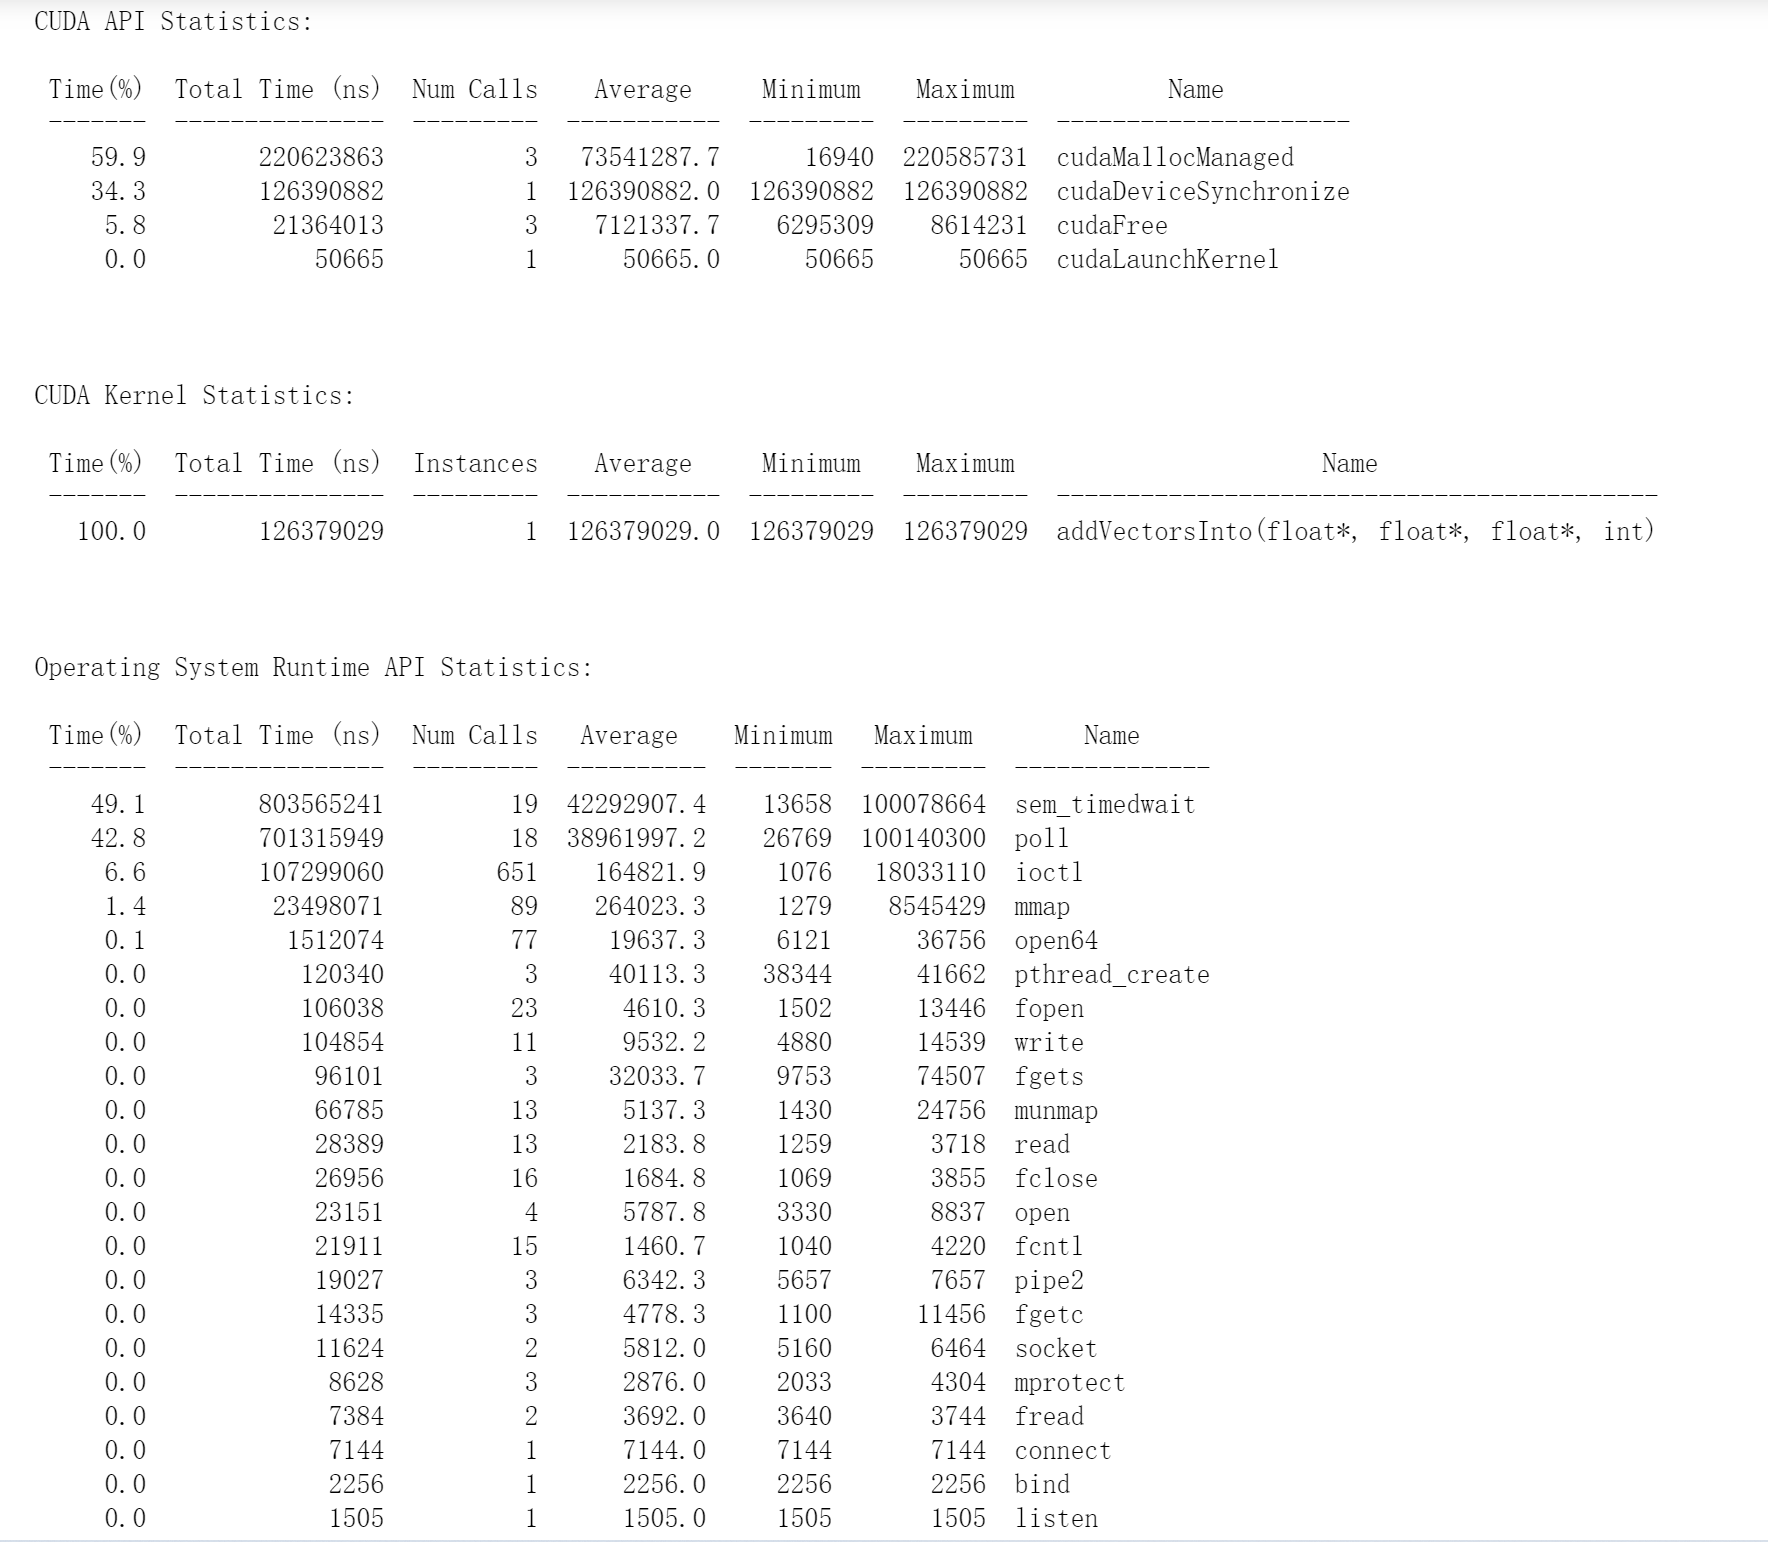 CUDA API Statistics:
Time(%)  Total Time (ns)  Num Calls    Average     Minimum    Maximum            Name
-------  ---------------  ---------  -----------  ---------  ---------  ---------------------
   59.9        220623863          3   73541287.7      16940  220585731  cudaMallocManaged
   34.3        126390882          1  126390882.0  126390882  126390882  cudaDeviceSynchronize
    5.8         21364013          3    7121337.7    6295309    8614231  cudaFree
    0.0            50665          1      50665.0      50665      50665  cudaLaunchKernel
CUDA Kernel Statistics:
Time(%)  Total Time (ns)  Instances    Average     Minimum    Maximum                       Name
-------  ---------------  ---------  -----------  ---------  ---------  -------------------------------------------
  100.0        126379029          1  126379029.0  126379029  126379029  addVectorsInto(float*, float*, float*, int)
Operating System Runtime API Statistics:
Time(%)  Total Time (ns)  Num Calls   Average    Minimum   Maximum        Name
-------  ---------------  ---------  ----------  -------  ---------  --------------
   49.1        803565241         19  42292907.4    13658  100078664  sem_timedwait
   42.8        701315949         18  38961997.2    26769  100140300  poll
    6.6        107299060        651    164821.9     1076   18033110  ioctl
    1.4         23498071         89    264023.3     1279    8545429  mmap
    0.1          1512074         77     19637.3     6121      36756  open64
    0.0           120340          3     40113.3    38344      41662  pthread_create
    0.0           106038         23      4610.3     1502      13446  fopen
    0.0           104854         11      9532.2     4880      14539  write
    0.0            96101          3     32033.7     9753      74507  fgets
    0.0            66785         13      5137.3     1430      24756  munmap
    0.0            28389         13      2183.8     1259       3718  read
    0.0            26956         16      1684.8     1069       3855  fclose
    0.0            23151          4      5787.8     3330       8837  open
    0.0            21911         15      1460.7     1040       4220  fcntl
    0.0            19027          3      6342.3     5657       7657  pipe2
    0.0            14335          3      4778.3     1100      11456  fgetc
    0.0            11624          2      5812.0     5160       6464  socket
    0.0             8628          3      2876.0     2033       4304  mprotect
    0.0             7384          2      3692.0     3640       3744  fread
    0.0             7144          1      7144.0     7144       7144  connect
    0.0             2256          1      2256.0     2256       2256  bind
    0.0             1505          1      1505.0     1505       1505  listen